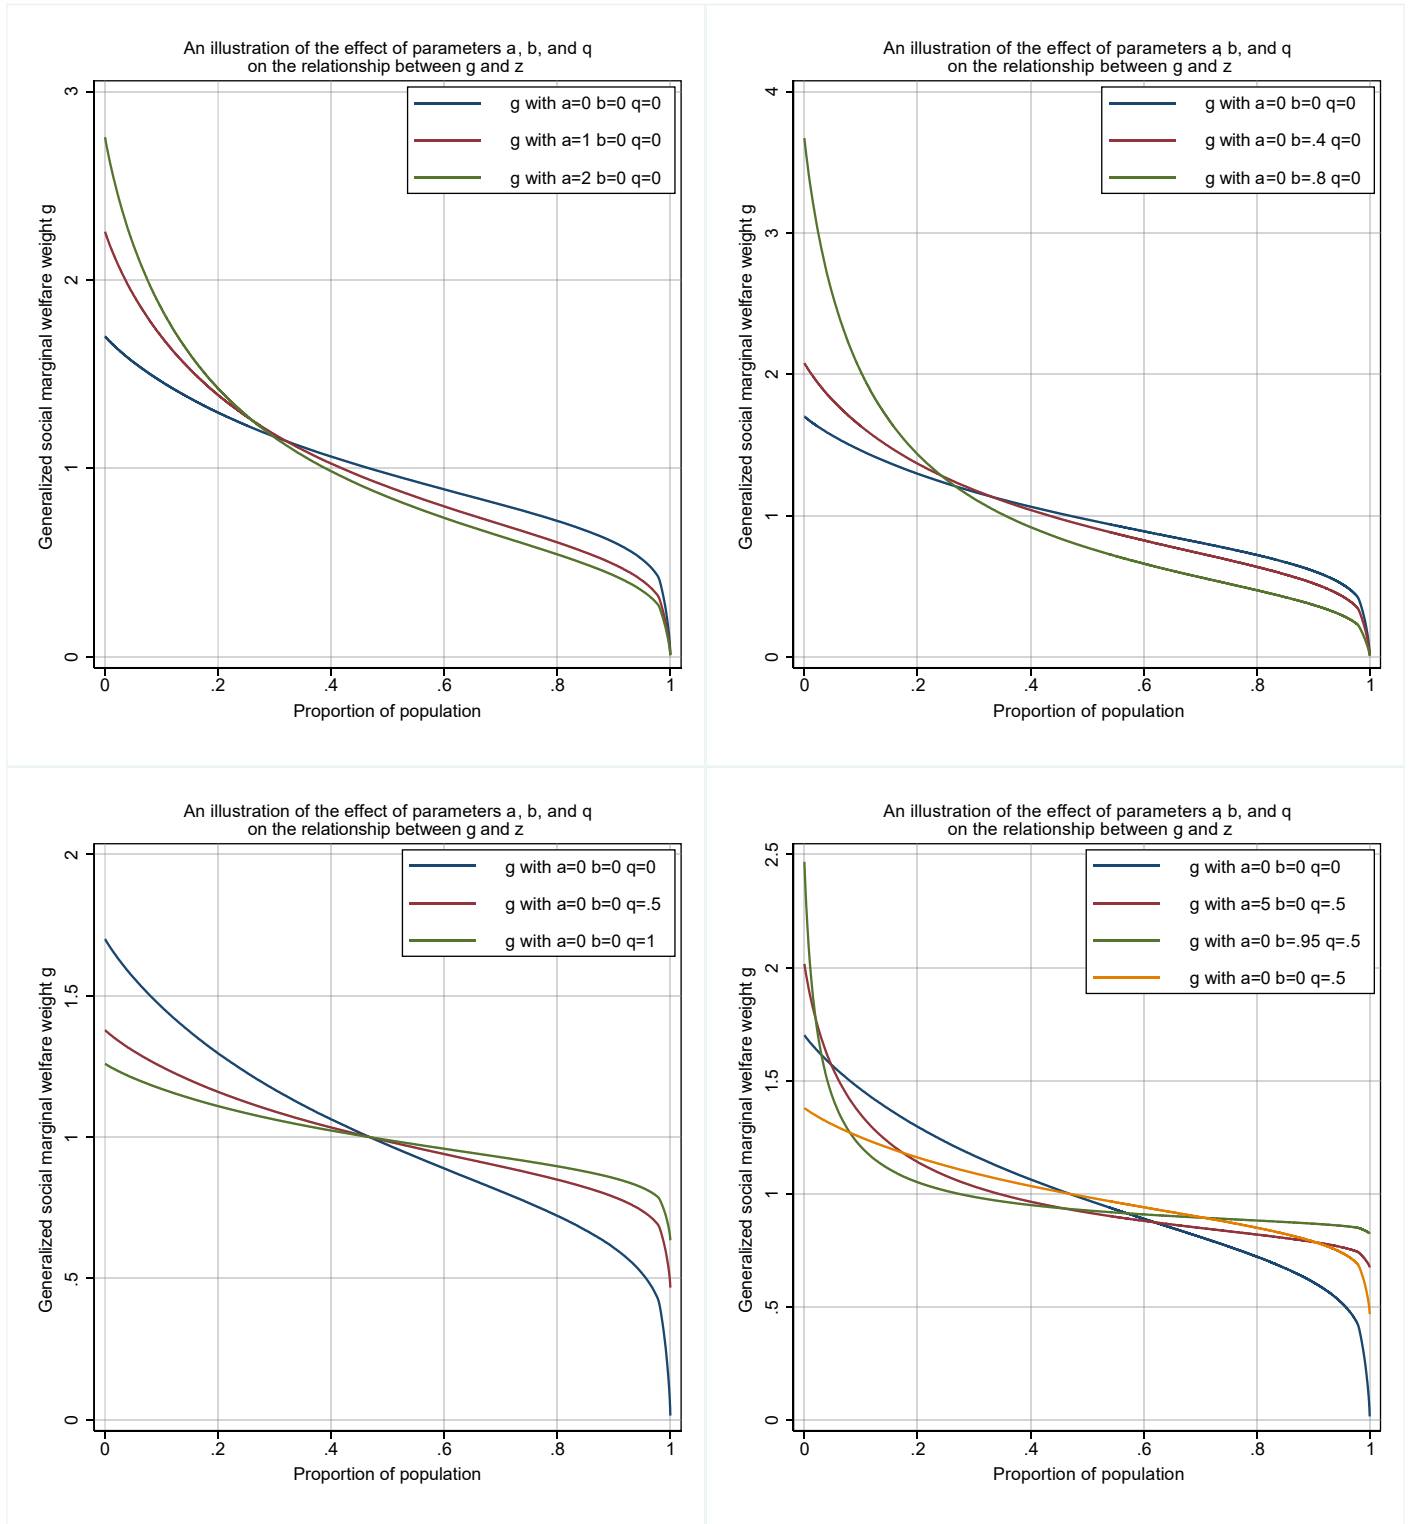 An illustration of the effect of parameters a, b, and q
on the relationship between g and z
g with a=0 b=0 q=0
g with a=1 b=0 q=0
g with a=2 b=0 q=0
Generalized social marginal welfare weight g
3
2
1
0
0 .2 .4 .6 .8 1
Proportion of population
An illustration of the effect of parameters a, b, and q
on the relationship between g and z
g with a=0 b=0 q=0
g with a=0 b=.4 q=0
g with a=0 b=.8 q=0
Generalized social marginal welfare weight g
4
3
2
1
0
0 .2 .4 .6 .8 1
Proportion of population
An illustration of the effect of parameters a, b, and q
on the relationship between g and z
g with a=0 b=0 q=0
g with a=0 b=0 q=.5
g with a=0 b=0 q=1
Generalized social marginal welfare weight g
2
1.5
1
.5
0
0 .2 .4 .6 .8 1
Proportion of population
An illustration of the effect of parameters a, b, and q
on the relationship between g and z
g with a=0 b=0 q=0
g with a=5 b=0 q=.5
g with a=0 b=.95 q=.5
g with a=0 b=0 q=.5
Generalized social marginal welfare weight g
2.5
2
1.5
1
.5
0
0 .2 .4 .6 .8 1
Proportion of population